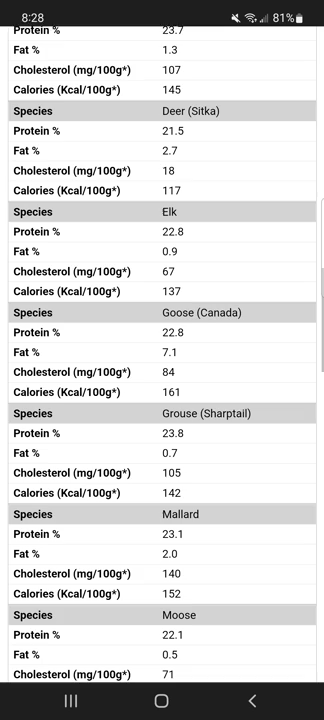 8:28 81%
Protein % 23.7
Fat % 1.3
Cholesterol (mg/100g*) 107
Calories (Kcal/100g*) 145
Species Deer (Sitka)
Protein % 21.5
Fat % 2.7
Cholesterol (mg/100g*) 18
Calories (Kcal/100g*) 117
Species Elk
Protein % 22.8
Fat % 0.9
Cholesterol (mg/100g*) 67
Calories (Kcal/100g*) 137
Species Goose (Canada)
Protein % 22.8
Fat % 7.1
Cholesterol (mg/100g*) 84
Calories (Kcal/100g*) 161
Species Grouse (Sharptail)
Protein % 23.8
Fat % 0.7
Cholesterol (mg/100g*) 105
Calories (Kcal/100g*) 142
Species Mallard
Protein % 23.1
Fat % 2.0
Cholesterol (mg/100g*) 140
Calories (Kcal/100g*) 152
Species Moose
Protein % 22.1
Fat % 0.5
Cholesterol (mg/100g*) 71